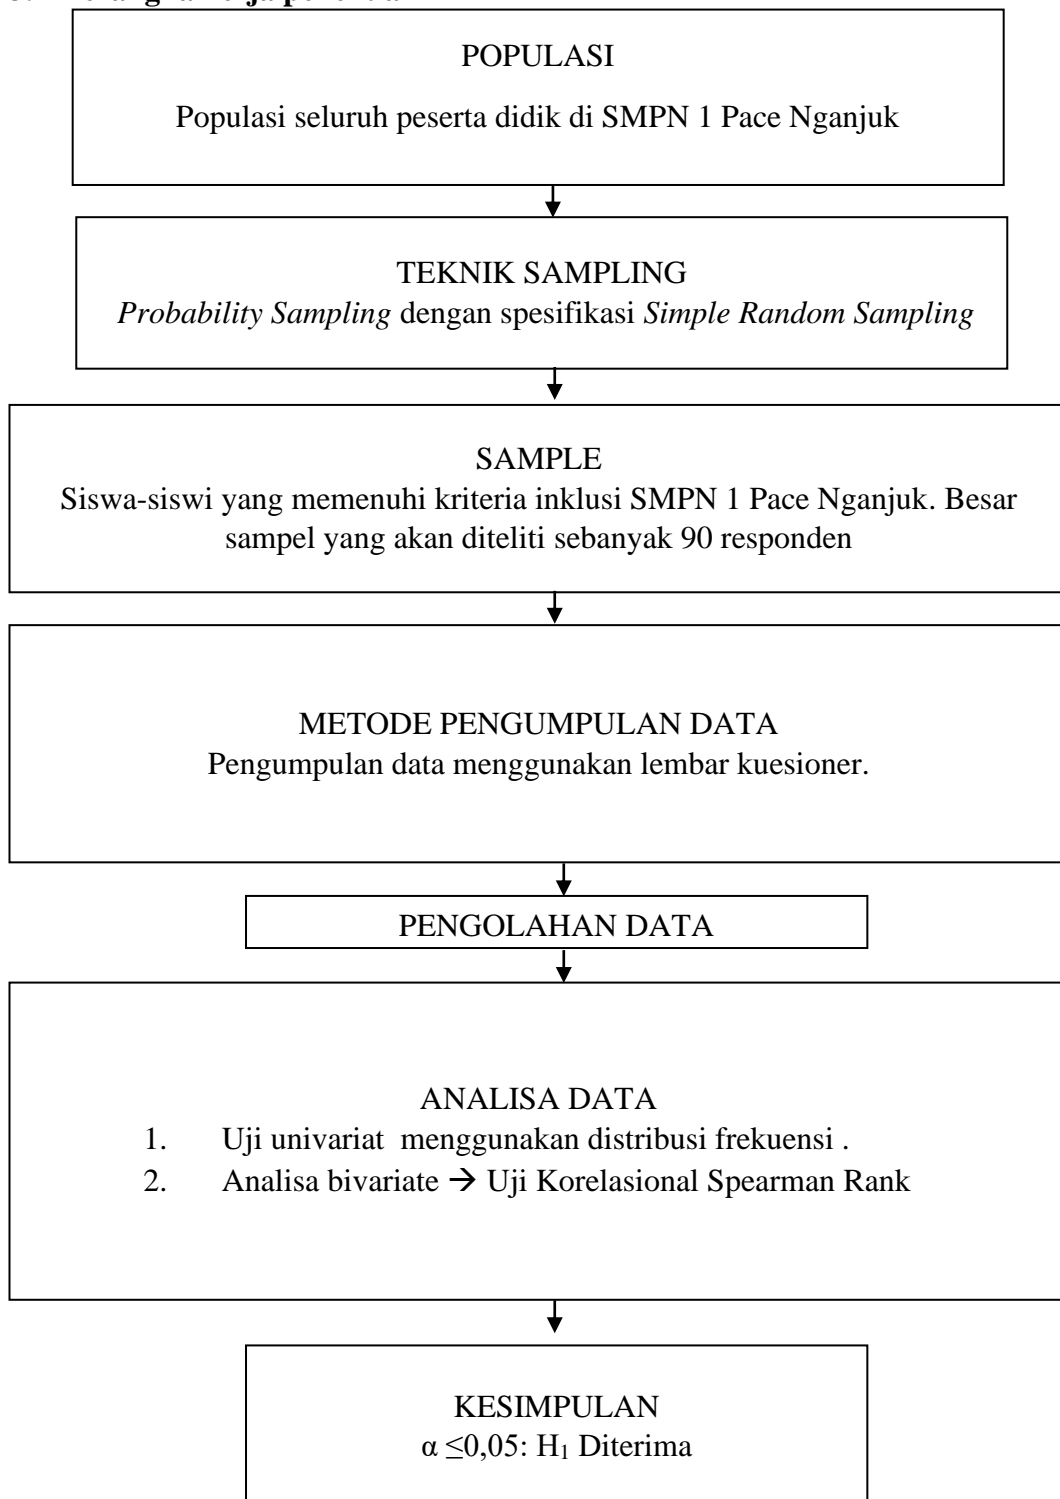 POPULASI
Populasi seluruh peserta didik di SMPN 1 Pace Nganjuk
TEKNIK SAMPLING
Probability Sampling dengan spesifikasi Simple Random Sampling
SAMPLE
Siswa-siswi yang memenuhi kriteria inklusi SMPN 1 Pace Nganjuk. Besar
sampel yang akan diteliti sebanyak 90 responden
METODE PENGUMPULAN DATA
Pengumpulan data menggunakan lembar kuesioner.
PENGOLAHAN DATA
ANALISA DATA
1. Uji univariat menggunakan distribusi frekuensi .
2. Analisa bivariate → Uji Korelasional Spearman Rank
KESIMPULAN
α ≤0,05: H₁ Diterima